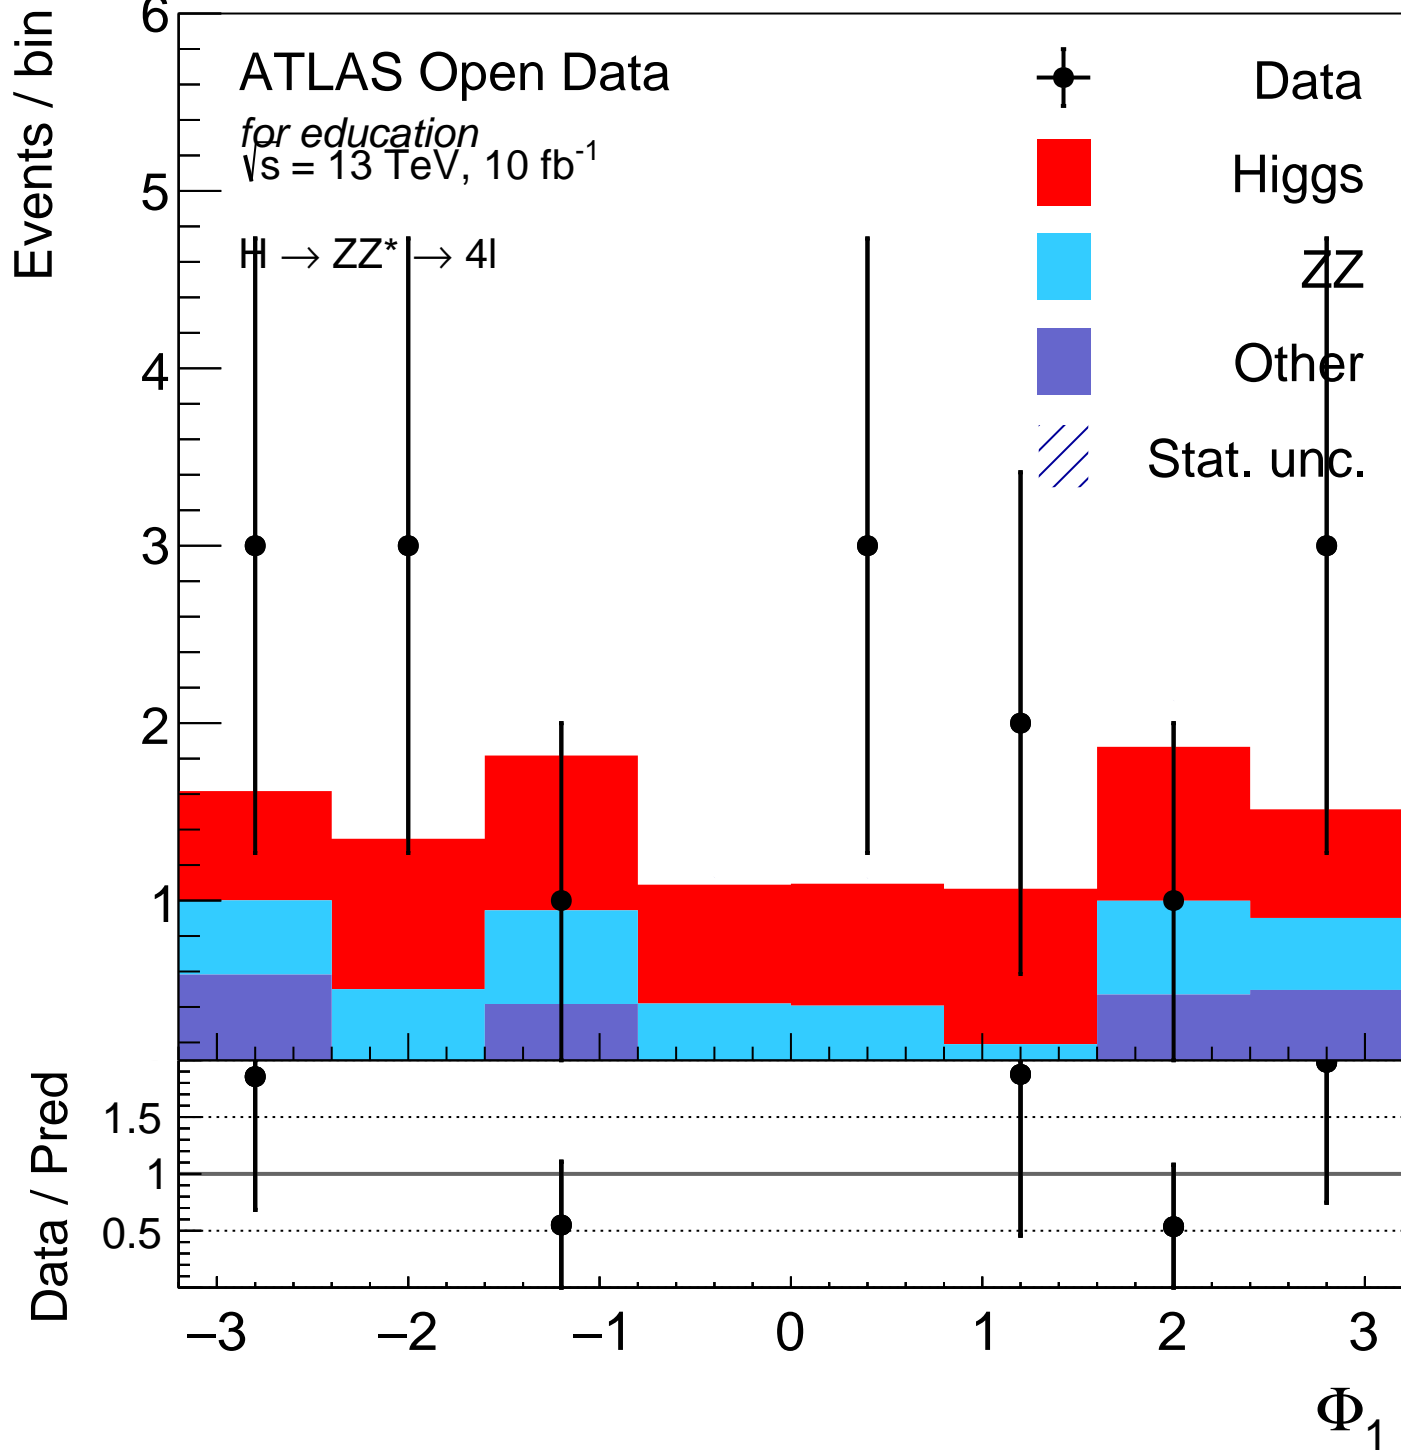 Events / bin
6
5
4
3
2
1
ATLAS Open Data
for education
√s = 13 TeV, 10 fb-1
H → ZZ* → 4l
Data
Higgs
ZZ
Other
Stat. unc.
Data / Pred
1.5
1
0.5
–3 –2 –1 0 1 2 3
Φ1